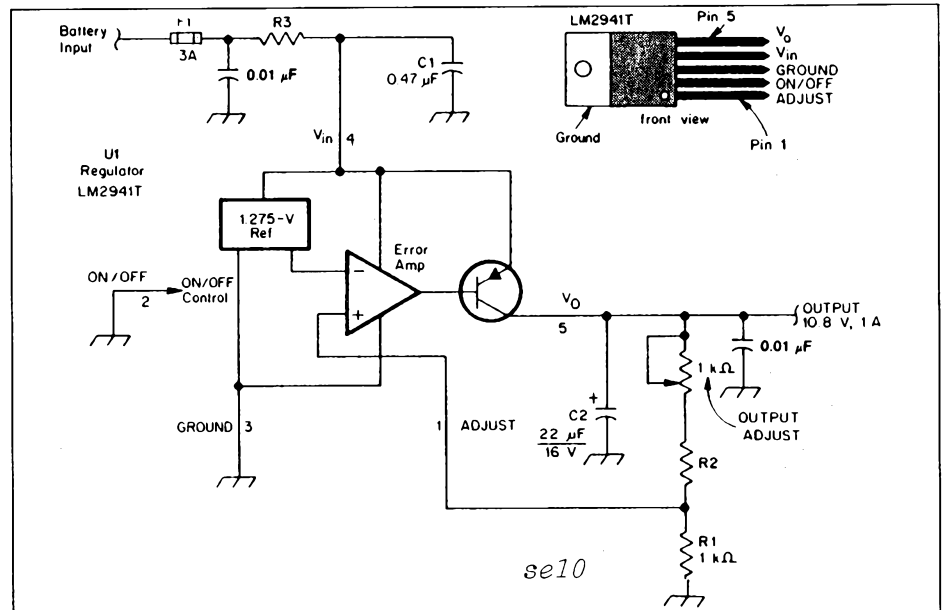 Battery
Input
F1
3A
R3
0.01 µF
C1
0.47 µF
LM2941T
Pin 5
Vo
Vin
GROUND
ON/OFF
ADJUST
front view
Ground
Pin 1
Vin
4
U1
Regulator
LM2941T
1.275-V
Ref
Error
Amp
−
+
ON/OFF
2
ON/OFF
Control
VO
5
OUTPUT
10.8 V, 1 A
0.01 µF
1 kΩ
OUTPUT
ADJUST
+
C2
22 µF
16 V
GROUND
3
1
ADJUST
R2
R1
1 kΩ
se10